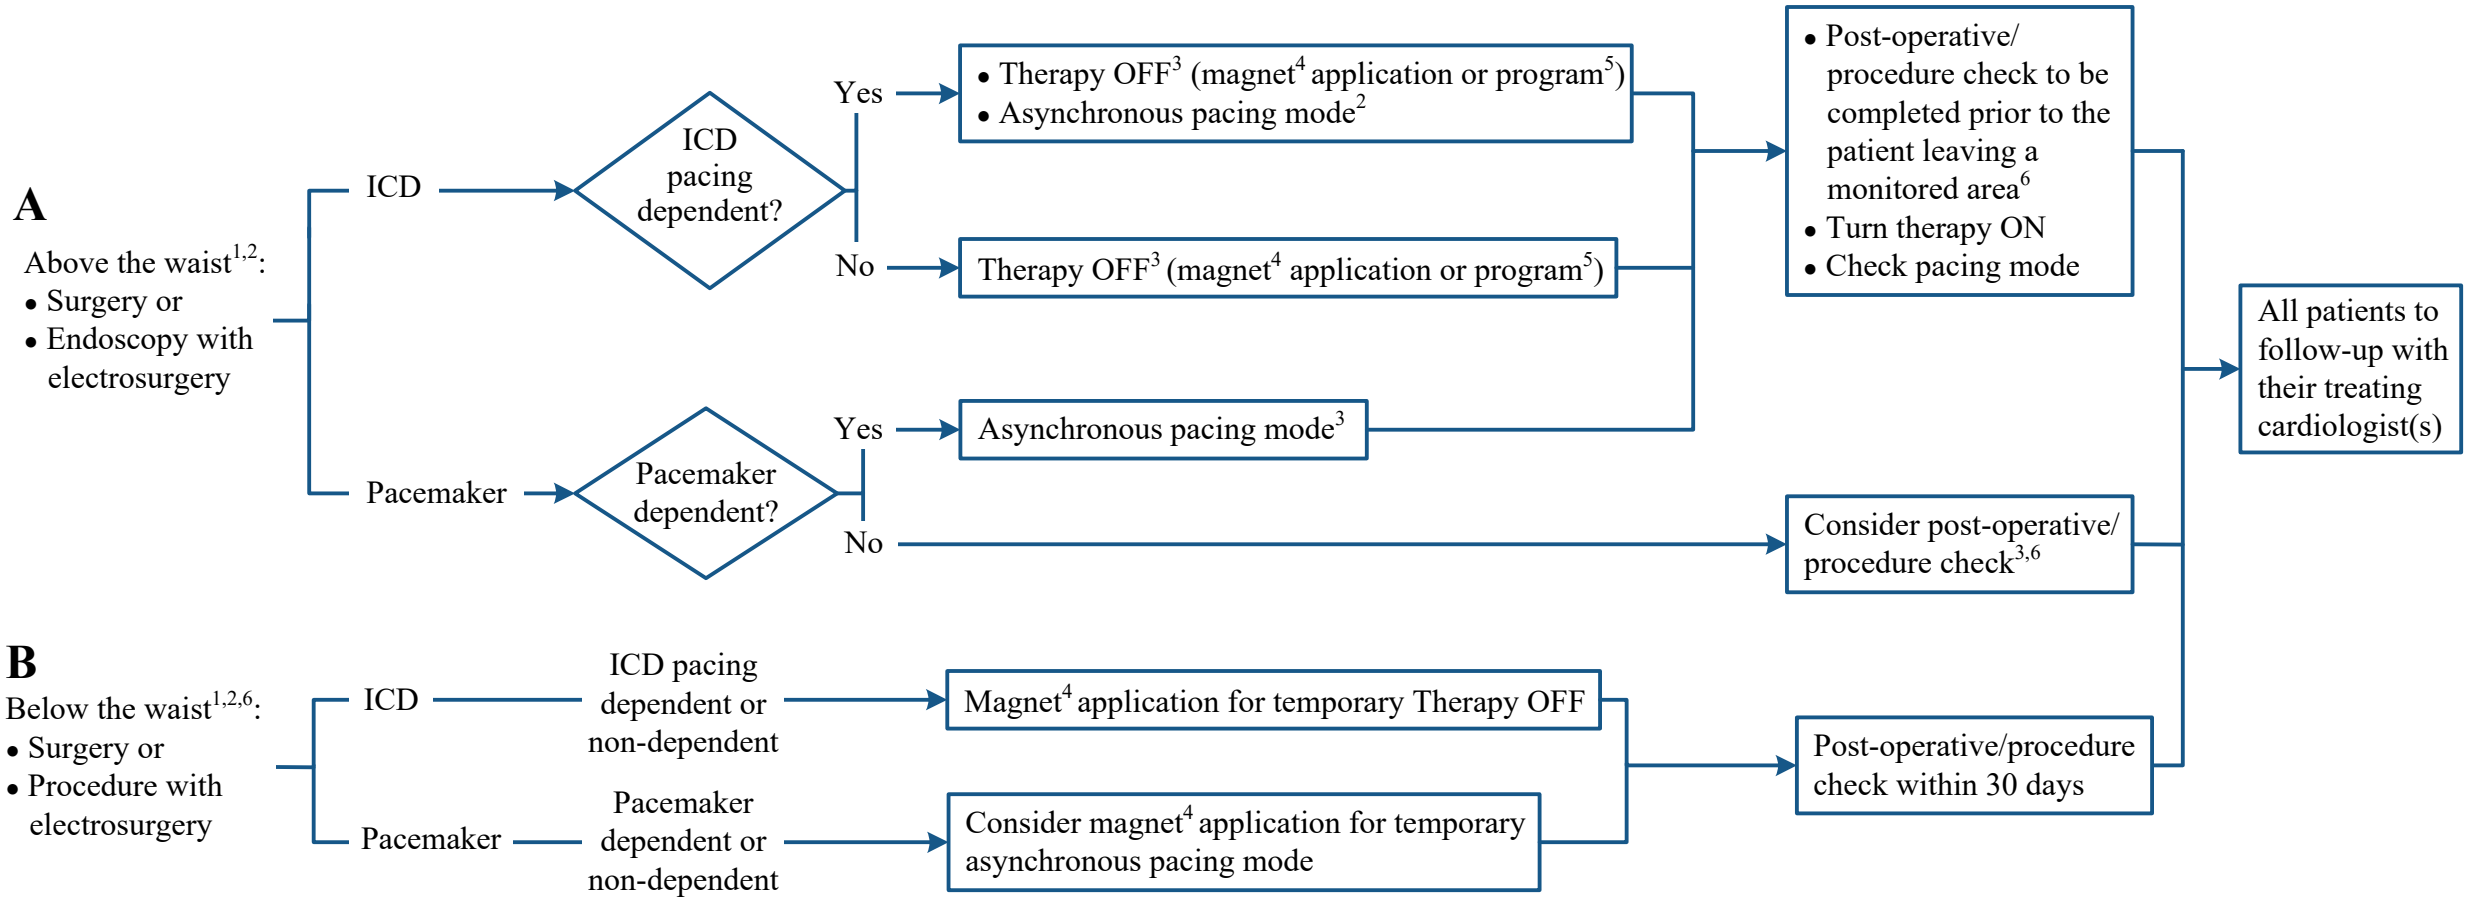 A
Above the waist1,2:
• Surgery or
• Endoscopy with
electrosurgery
ICD
ICD
pacing
dependent?
Yes
• Therapy OFF3 (magnet4 application or program5)
• Asynchronous pacing mode2
No
Therapy OFF3 (magnet4 application or program5)
Pacemaker
Pacemaker
dependent?
Yes
Asynchronous pacing mode3
No
• Post-operative/
procedure check to be
completed prior to the
patient leaving a
monitored area6
• Turn therapy ON
• Check pacing mode
Consider post-operative/
procedure check3,6
B
Below the waist1,2,6:
• Surgery or
• Procedure with
electrosurgery
ICD
ICD pacing
dependent or
non-dependent
Magnet4 application for temporary Therapy OFF
Pacemaker
Pacemaker
dependent or
non-dependent
Consider magnet4 application for temporary
asynchronous pacing mode
Post-operative/procedure
check within 30 days
All patients to
follow-up with
their treating
cardiologist(s)